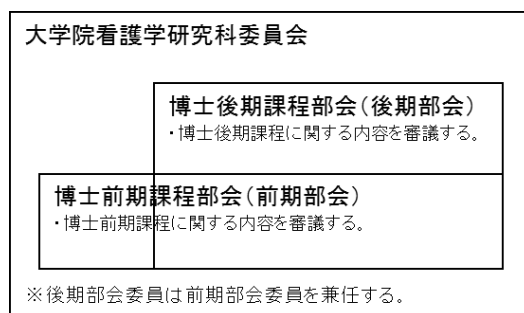 大学院看護学研究科委員会
博士後期課程部会(後期部会)
・博士後期課程に関する内容を審議する。
博士前期課程部会(前期部会)
・博士前期課程に関する内容を審議する。
※後期部会委員は前期部会委員を兼任する。